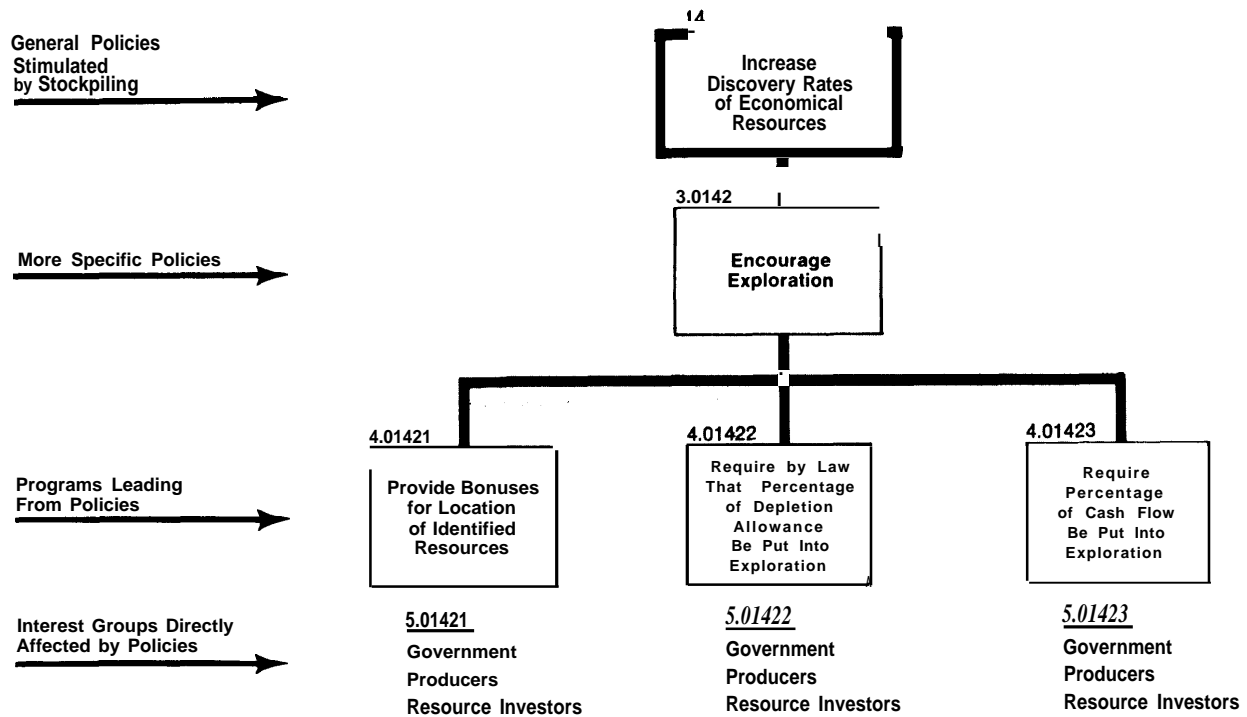 General Policies
Stimulated
by Stockpiling
Increase
Discovery Rates
of Economical
Resources
3.0142
More Specific Policies
Encourage
Exploration
4.01421
4.01422
4.01423
Programs Leading
From Policies
Provide Bonuses
for Location
of Identified
Resources
Require by Law
That Percentage
of Depletion
Allowance
Be Put Into
Exploration
Require
Percentage
of Cash Flow
Be Put Into
Exploration
Interest Groups Directly
Affected by Policies
5.01421
Government
Producers
Resource Investors
5.01422
Government
Producers
Resource Investors
5.01423
Government
Producers
Resource Investors